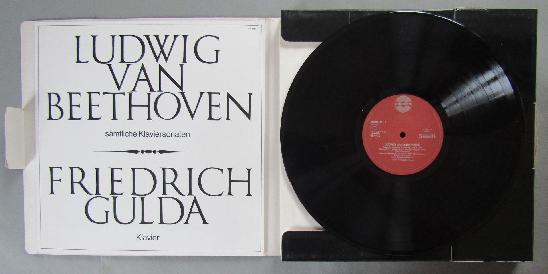 LUDWIG
VAN
BEETHOVEN
sämtliche Klaviersonaten
FRIEDRICH
GULDA
Klavier